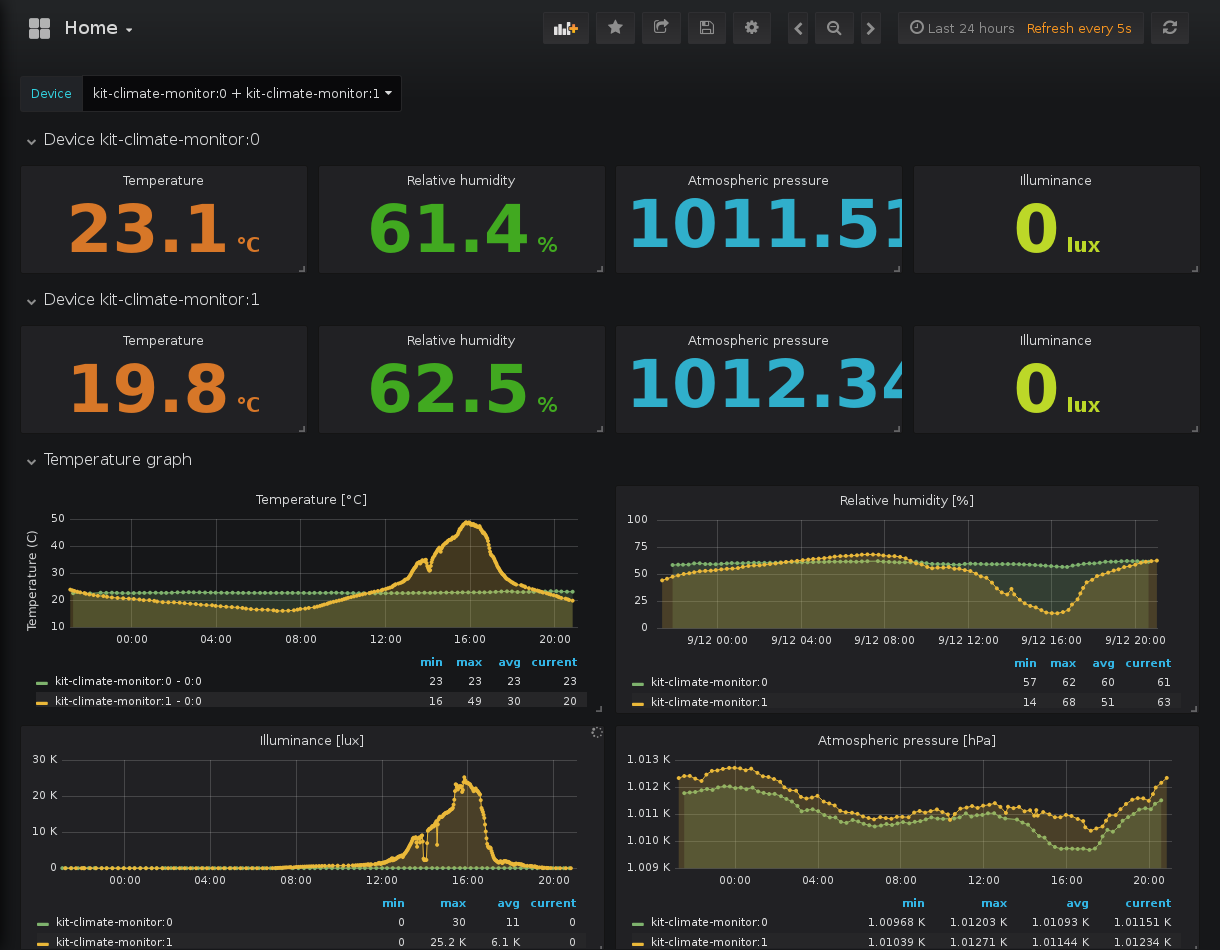 Home
Last 24 hours Refresh every 5s
Device kit-climate-monitor:0 + kit-climate-monitor:1
Device kit-climate-monitor:0
Temperature Relative humidity Atmospheric pressure Illuminance
23.1 °C 61.4 % 1011.51 0 lux
Device kit-climate-monitor:1
Temperature Relative humidity Atmospheric pressure Illuminance
19.8 °C 62.5 % 1012.34 0 lux
Temperature graph
Temperature [°C]
Temperature (C)
50
40
30
20
10
00:00 04:00 08:00 12:00 16:00 20:00
min max avg current
kit-climate-monitor:0 - 0:0 23 23 23 23
kit-climate-monitor:1 - 0:0 16 49 30 20
Relative humidity [%]
100
75
50
25
0
9/12 00:00 9/12 04:00 9/12 08:00 9/12 12:00 9/12 16:00 9/12 20:00
min max avg current
kit-climate-monitor:0 57 62 60 61
kit-climate-monitor:1 14 68 51 63
Illuminance [lux]
30 K
20 K
10 K
0
00:00 04:00 08:00 12:00 16:00 20:00
min max avg current
kit-climate-monitor:0 0 30 11 0
kit-climate-monitor:1 0 25.2 K 6.1 K 0
Atmospheric pressure [hPa]
1.013 K
1.012 K
1.011 K
1.010 K
1.009 K
00:00 04:00 08:00 12:00 16:00 20:00
min max avg current
kit-climate-monitor:0 1.00968 K 1.01203 K 1.01093 K 1.01151 K
kit-climate-monitor:1 1.01039 K 1.01271 K 1.01144 K 1.01234 K